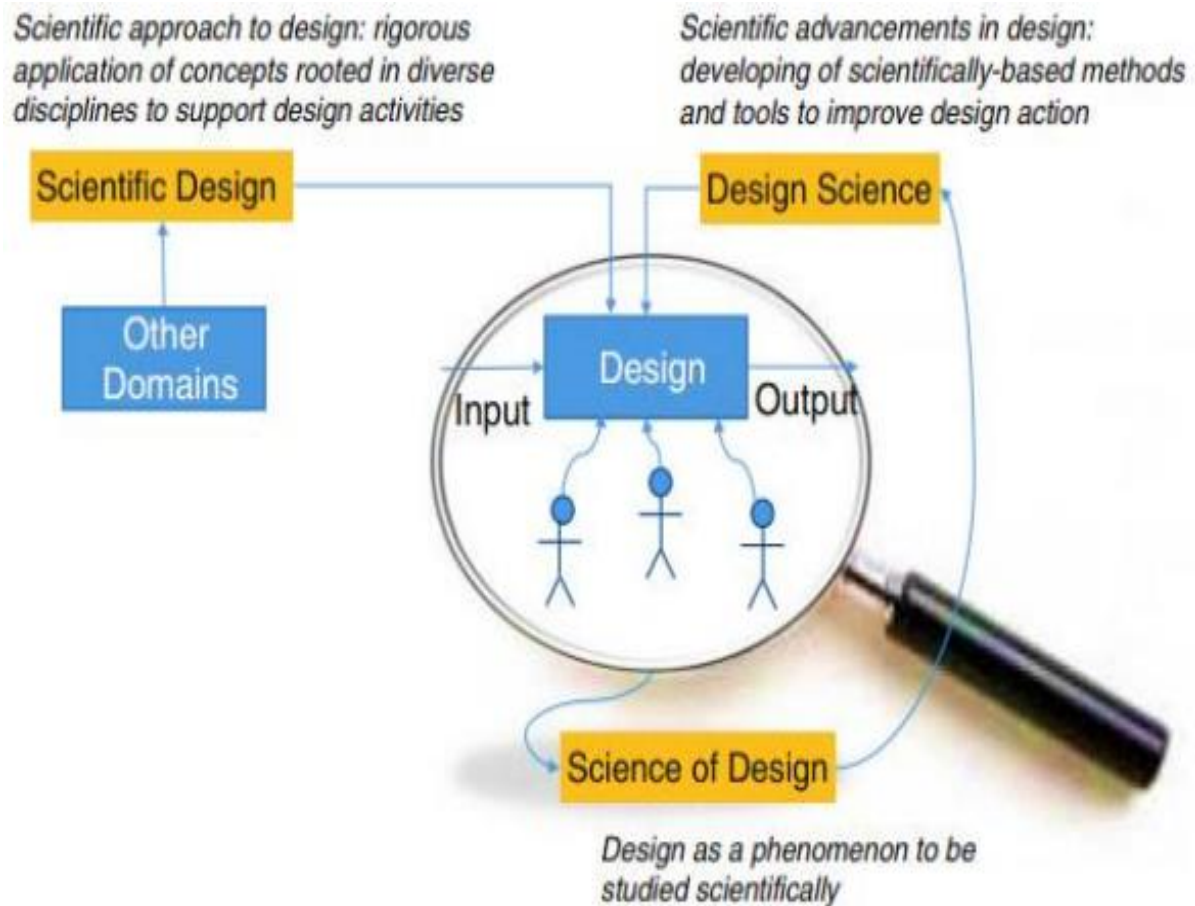 Scientific approach to design: rigorous
application of concepts rooted in diverse
disciplines to support design activities
Scientific advancements in design:
developing of scientifically-based methods
and tools to improve design action
Scientific Design
Design Science
Other
Domains
Design
Input
Output
Science of Design
Design as a phenomenon to be
studied scientifically